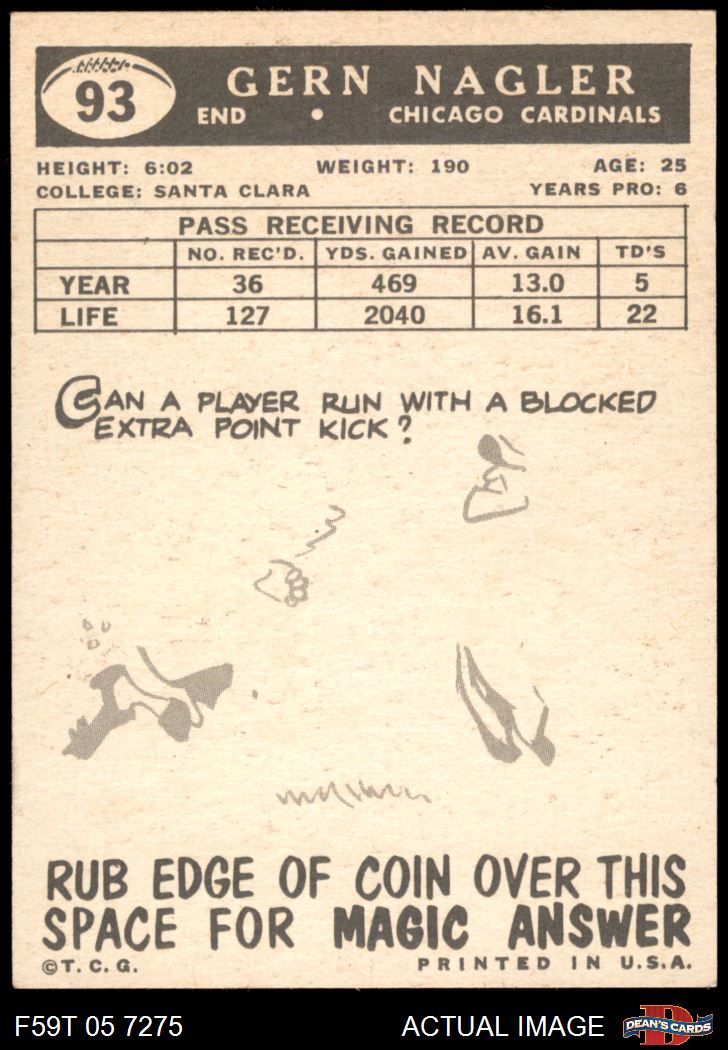 93
GERN NAGLER
END • CHICAGO CARDINALS
HEIGHT: 6:02 WEIGHT: 190 AGE: 25
COLLEGE: SANTA CLARA YEARS PRO: 6
PASS RECEIVING RECORD
NO. REC'D. YDS. GAINED AV. GAIN TD'S
YEAR 36 469 13.0 5
LIFE 127 2040 16.1 22
CAN A PLAYER RUN WITH A BLOCKED
EXTRA POINT KICK?
RUB EDGE OF COIN OVER THIS
SPACE FOR MAGIC ANSWER
©T.C.G. PRINTED IN U.S.A.
F59T 05 7275 ACTUAL IMAGE D DEAN'S CARDS